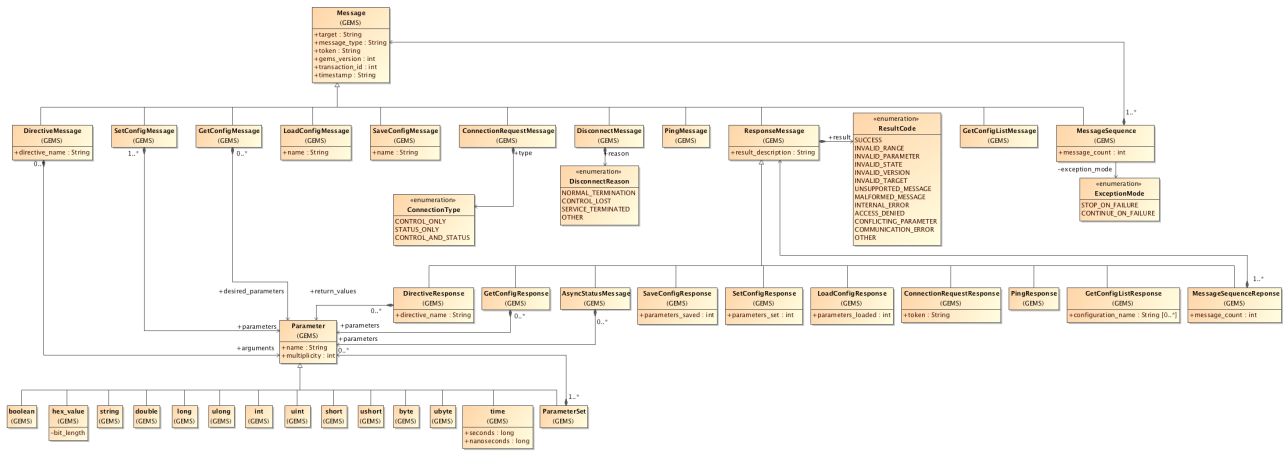 Message
(GEMS)
+target : String
+message_type : String
+token : String
+gems_version : int
+transaction_id : int
+timestamp : String
1..*
DirectiveMessage
(GEMS)
+directive_name : String
0..*
SetConfigMessage
(GEMS)
1..*
GetConfigMessage
(GEMS)
0..*
LoadConfigMessage
(GEMS)
+name : String
SaveConfigMessage
(GEMS)
+name : String
ConnectionRequestMessage
(GEMS)
+type
DisconnectMessage
(GEMS)
+reason
PingMessage
(GEMS)
ResponseMessage
(GEMS)
+result_description : String
+result
«enumeration»
ResultCode
SUCCESS
INVALID_RANGE
INVALID_PARAMETER
INVALID_STATE
INVALID_VERSION
INVALID_TARGET
UNSUPPORTED_MESSAGE
MALFORMED_MESSAGE
INTERNAL_ERROR
ACCESS_DENIED
CONFLICTING_PARAMETER
COMMUNICATION_ERROR
OTHER
GetConfigListMessage
(GEMS)
MessageSequence
(GEMS)
+message_count : int
-exception_mode
«enumeration»
ConnectionType
CONTROL_ONLY
STATUS_ONLY
CONTROL_AND_STATUS
«enumeration»
DisconnectReason
NORMAL_TERMINATION
CONTROL_LOST
SERVICE_TERMINATED
OTHER
«enumeration»
ExceptionMode
STOP_ON_FAILURE
CONTINUE_ON_FAILURE
+desired_parameters
+return_values
0..*
DirectiveResponse
(GEMS)
+directive_name : String
GetConfigResponse
(GEMS)
0..*
AsyncStatusMessage
(GEMS)
0..*
SaveConfigResponse
(GEMS)
+parameters_saved : int
SetConfigResponse
(GEMS)
+parameters_set : int
LoadConfigResponse
(GEMS)
+parameters_loaded : int
ConnectionRequestResponse
(GEMS)
+token : String
PingResponse
(GEMS)
GetConfigListResponse
(GEMS)
+configuration_name : String [0..*]
1..*
MessageSequenceReponse
(GEMS)
+message_count : int
+parameters
+arguments
Parameter
(GEMS)
+name : String
+multiplicity : int
+parameters
+parameters
0..*
1..*
boolean
(GEMS)
hex_value
(GEMS)
-bit_length
string
(GEMS)
double
(GEMS)
long
(GEMS)
ulong
(GEMS)
int
(GEMS)
uint
(GEMS)
short
(GEMS)
ushort
(GEMS)
byte
(GEMS)
ubyte
(GEMS)
time
(GEMS)
+seconds : long
+nanoseconds : long
ParameterSet
(GEMS)